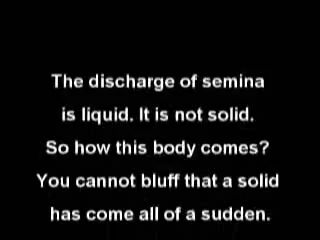 The discharge of semina
is liquid. It is not solid.
So how this body comes?
You cannot bluff that a solid
has come all of a sudden.